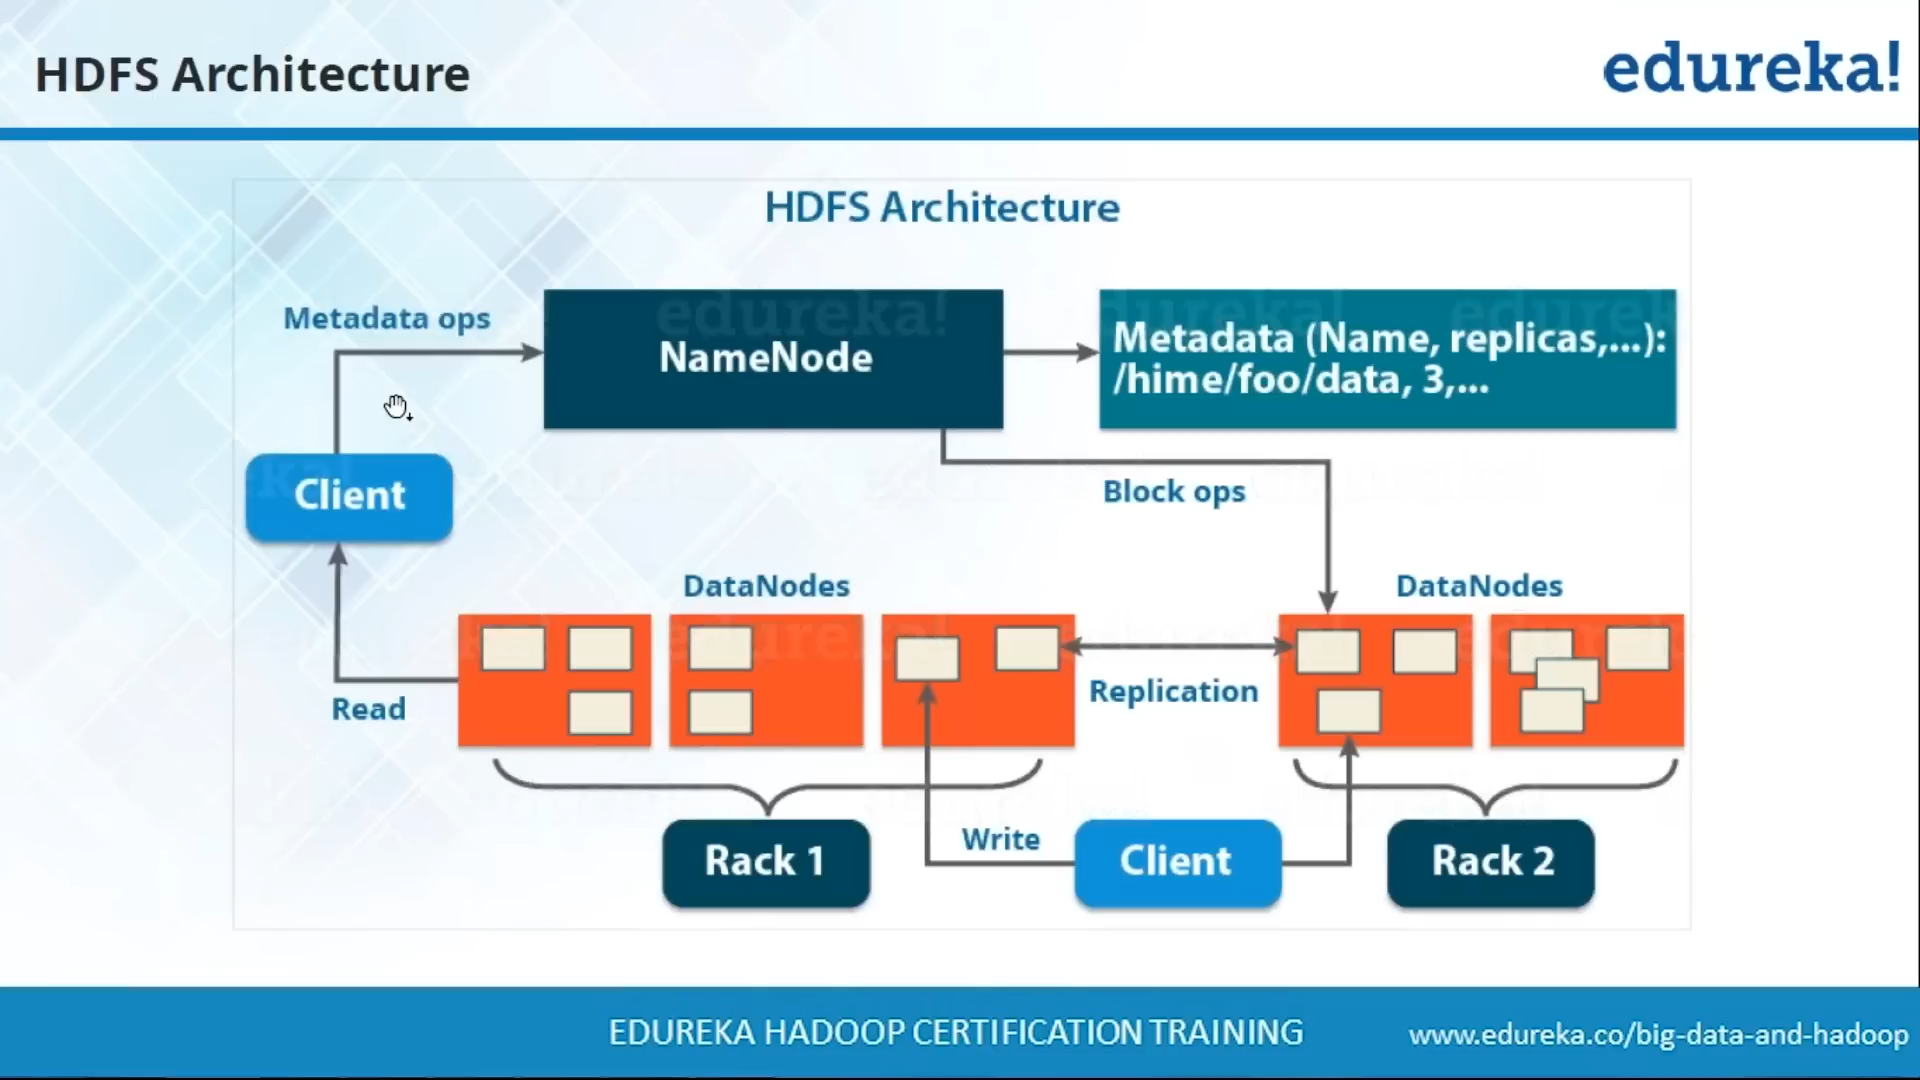 HDFS Architecture
edureka!
HDFS Architecture
Metadata ops
NameNode
Metadata (Name, replicas,...):
/hime/foo/data, 3,...
Client
Block ops
DataNodes
DataNodes
Read
Replication
Rack 1
Write
Client
Rack 2
EDUREKA HADOOP CERTIFICATION TRAINING
www.edureka.co/big-data-and-hadoop